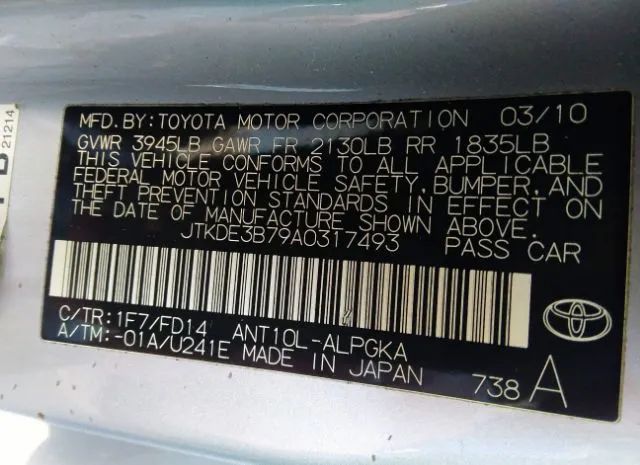 MFD. BY: TOYOTA MOTOR CORPORATION 03/10
GVWR 3945LB GAWR FR 2130LB RR 1835LB
THIS VEHICLE CONFORMS TO ALL APPLICABLE
FEDERAL MOTOR VEHICLE SAFETY, BUMPER, AND
THEFT PREVENTION STANDARDS IN EFFECT ON
THE DATE OF MANUFACTURE SHOWN ABOVE.
JTKDE3B79A0317493 PASS CAR
C/TR: 1F7/FD14 ANT10L-ALPGKA
A/TM: -01A/U241E MADE IN JAPAN
738 A
21214